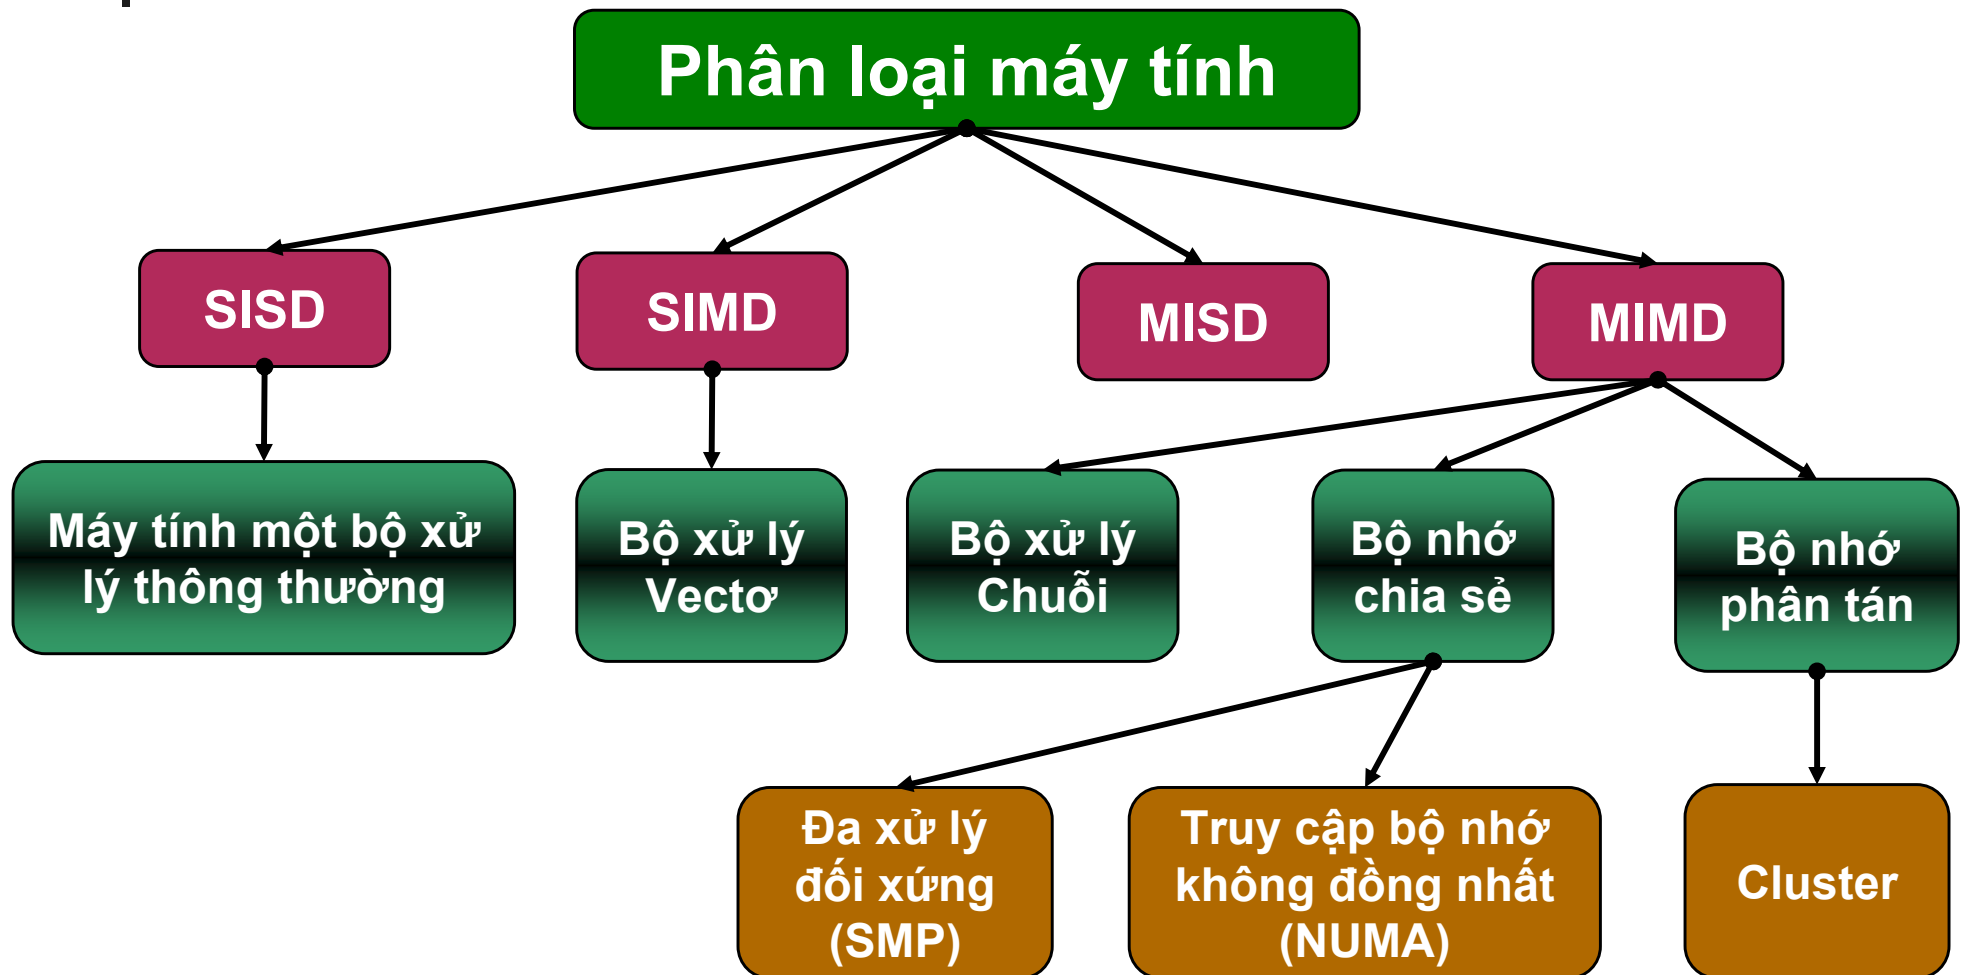 Phân loại máy tính
SISD
SIMD
MISD
MIMD
Máy tính một bộ xử
lý thông thường
Bộ xử lý
Vectơ
Bộ xử lý
Chuỗi
Bộ nhớ
chia sẻ
Bộ nhớ
phân tán
Đa xử lý
đối xứng
(SMP)
Truy cập bộ nhớ
không đồng nhất
(NUMA)
Cluster